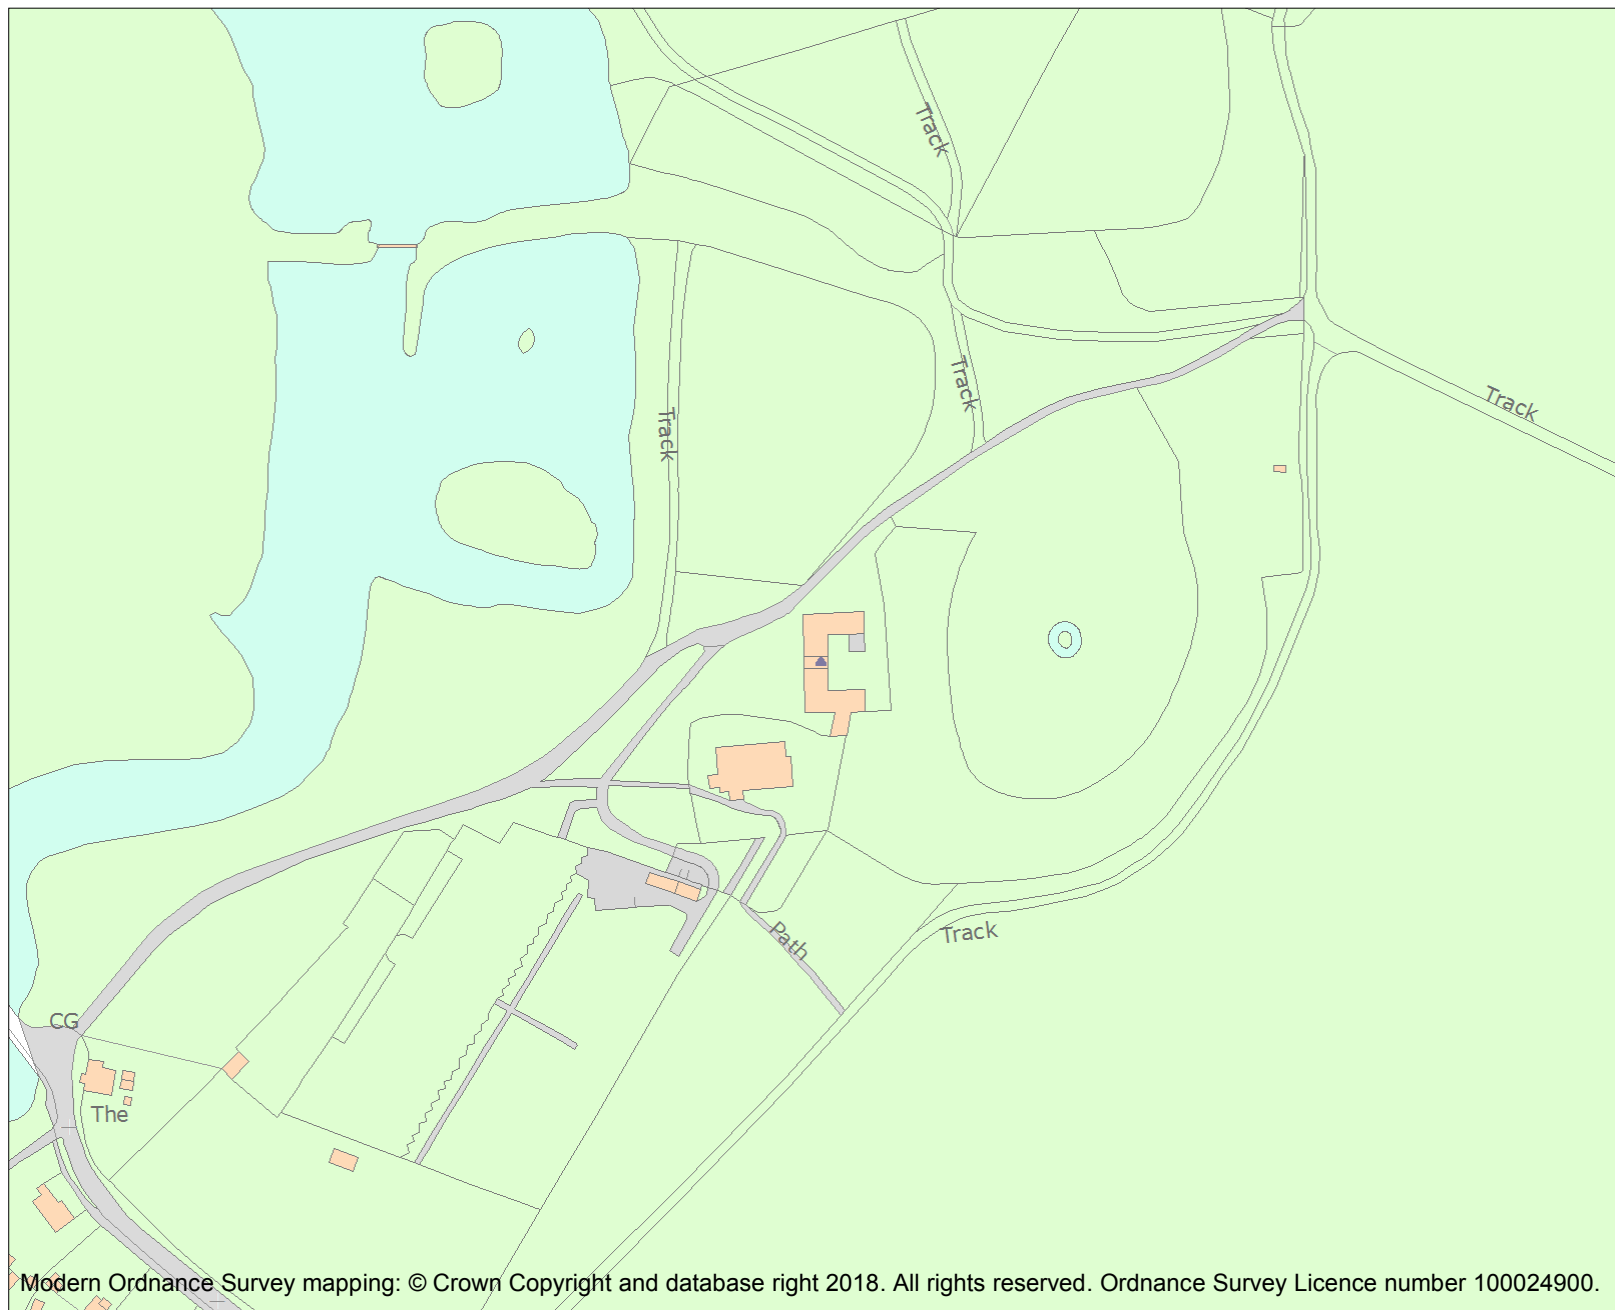 Track
Track
Track
Track
Track
Path
CG
The
Modern Ordnance Survey mapping: © Crown Copyright and database right 2018. All rights reserved. Ordnance Survey Licence number 100024900.